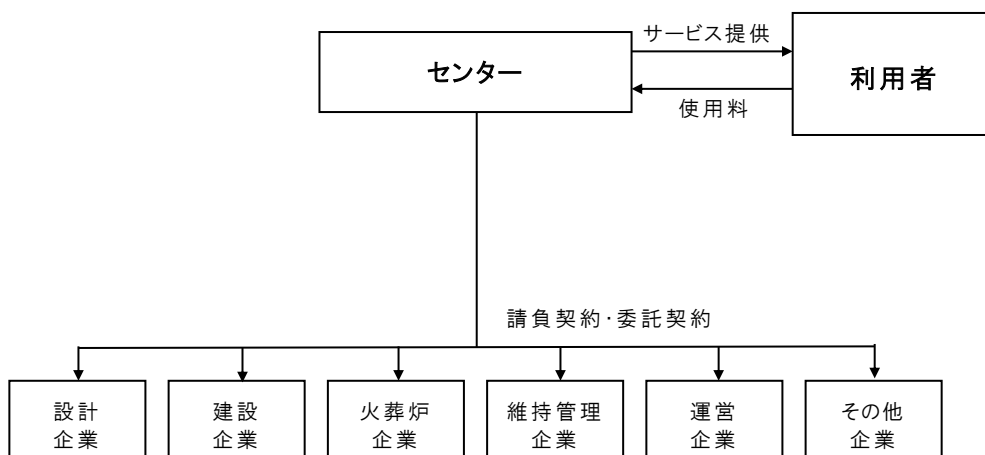 サービス提供
センター
利用者
使用料
請負契約・委託契約
設計
企業
建設
企業
火葬炉
企業
維持管理
企業
運営
企業
その他
企業